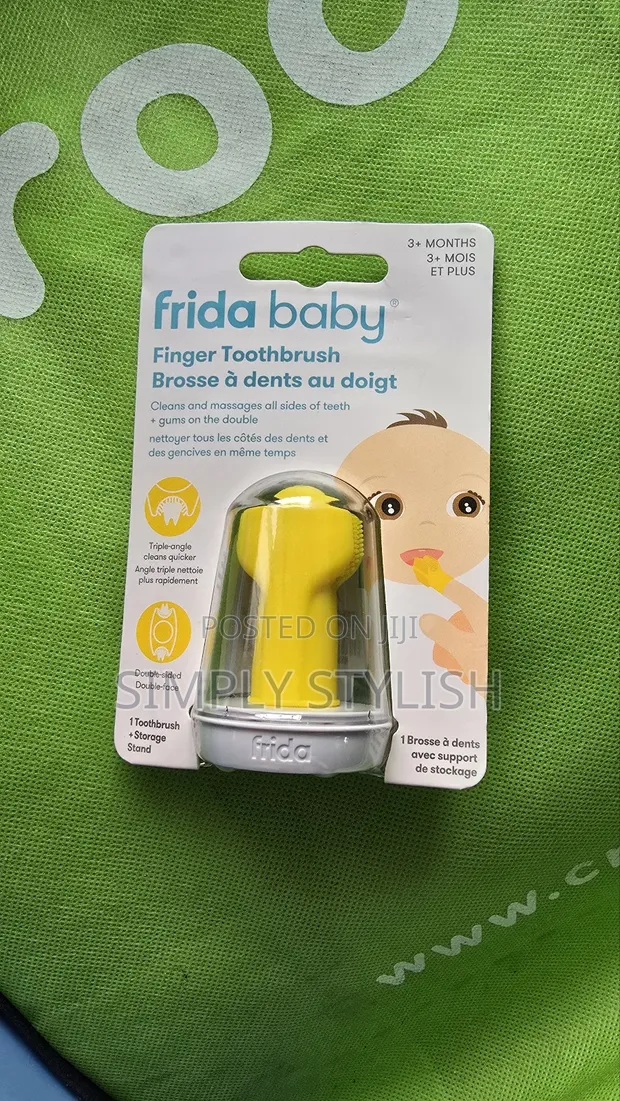 roo
3+ MONTHS
3+ MOIS
ET PLUS
frida baby®
Finger Toothbrush
Brosse à dents au doigt
Cleans and massages all sides of teeth
+ gums on the double
nettoyer tous les côtés des dents et
des gencives en même temps
Triple-angle
cleans quicker
Angle triple nettoie
plus rapidement
POSTED ON JIJI
Double-sided
Double-face
SIMPLY STYLISH
1 Toothbrush
+ Storage
Stand
frida
1 Brosse à dents
avec support
de stockage
www.c